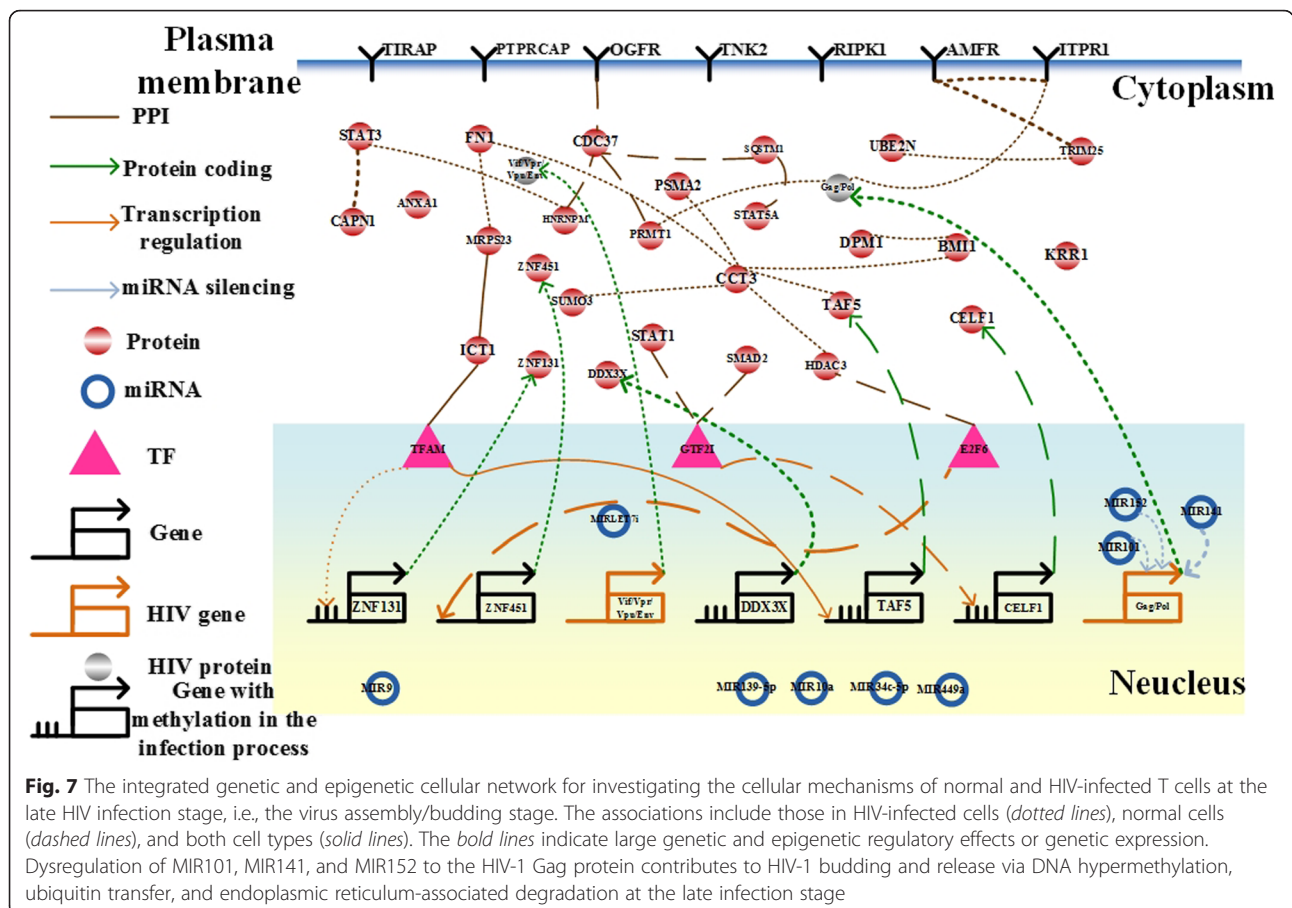 Plasma
membrane
TIRAP
PTPRCAP
OGFR
TNK2
RIPK1
AMFR
ITPR1
Cytoplasm
PPI
Protein coding
Transcription
regulation
miRNA silencing
Protein
miRNA
TF
Gene
HIV gene
HIV protein
Gene with
methylation in the
infection process
STAT3
FN1
Vif/Vpr/
Vpu/Env
CDC37
SQSTM1
UBE2N
TRIM25
CAPN1
ANXA1
HNRNPM
PSMA2
PRMT1
STAT5A
Gag/Pol
MRPS23
DPM1
BMI1
KRR1
ZNF451
SUMO3
CCT3
TAF5
CELF1
ICT1
ZNF131
DDX3X
STAT1
SMAD2
HDAC3
TFAM
GTF2I
E2F6
MIRLET7i
MIR152
MIR141
MIR101
ZNF131
ZNF451
Vif/Vpr/
Vpu/Env
DDX3X
TAF5
CELF1
Gag/Pol
MIR9
MIR139-5p
MIR10a
MIR34c-5p
MIR449a
Neucleus
Fig. 7 The integrated genetic and epigenetic cellular network for investigating the cellular mechanisms of normal and HIV-infected T cells at the
late HIV infection stage, i.e., the virus assembly/budding stage. The associations include those in HIV-infected cells (dotted lines), normal cells
(dashed lines), and both cell types (solid lines). The bold lines indicate large genetic and epigenetic regulatory effects or genetic expression.
Dysregulation of MIR101, MIR141, and MIR152 to the HIV-1 Gag protein contributes to HIV-1 budding and release via DNA hypermethylation,
ubiquitin transfer, and endoplasmic reticulum-associated degradation at the late infection stage